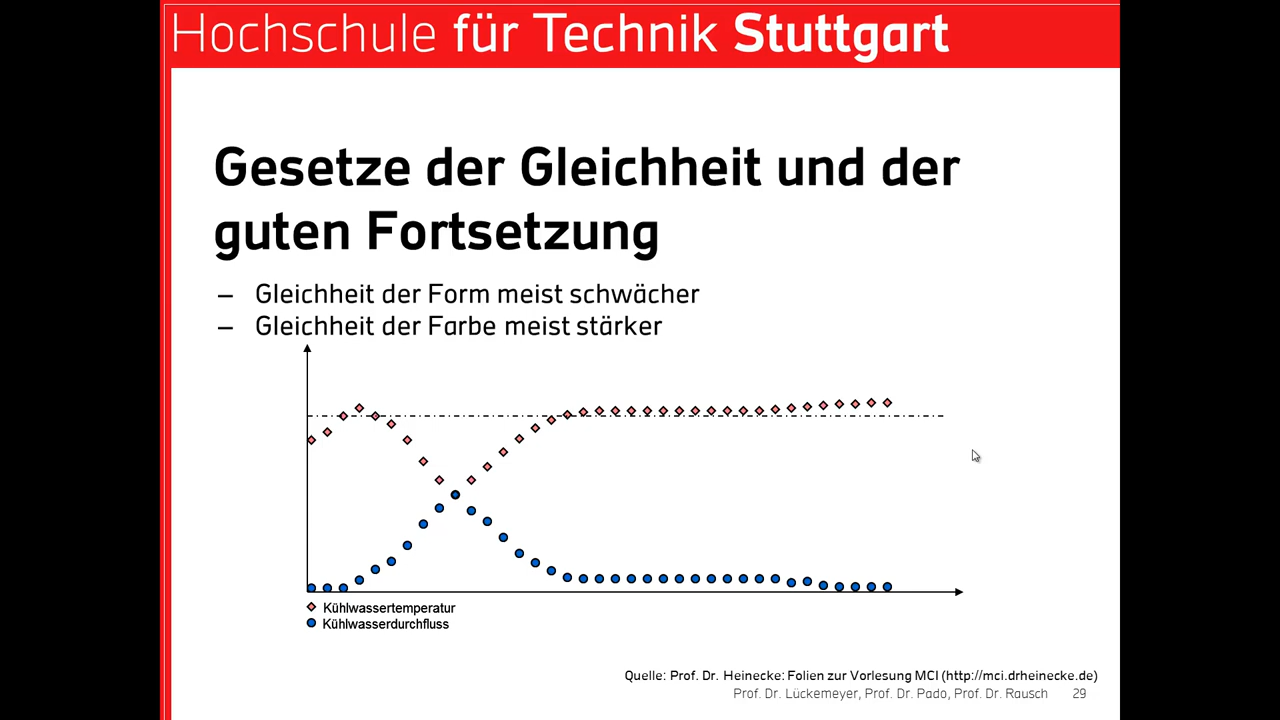 Hochschule für Technik Stuttgart
Gesetze der Gleichheit und der
guten Fortsetzung
– Gleichheit der Form meist schwächer
– Gleichheit der Farbe meist stärker
Kühlwassertemperatur
Kühlwasserdurchfluss
Quelle: Prof. Dr. Heinecke: Folien zur Vorlesung MCI (http://mci.drheinecke.de)
Prof. Dr. Lückemeyer, Prof. Dr. Pado, Prof. Dr. Rausch 29